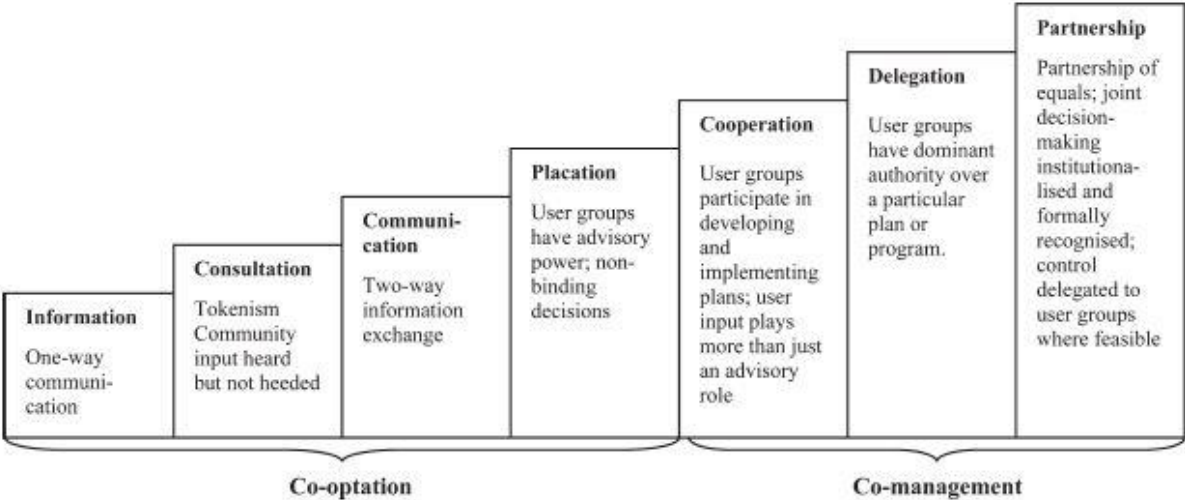 Information
One-way
communi-
cation
Consultation
Tokenism
Community
input heard
but not heeded
Communi-
cation
Two-way
information
exchange
Placation
User groups
have advisory
power; non-
binding
decisions
Cooperation
User groups
participate in
developing
and
implementing
plans; user
input plays
more than just
an advisory
role
Delegation
User groups
have dominant
authority over
a particular
plan or
program.
Partnership
Partnership of
equals; joint
decision-
making
institutiona-
lised and
formally
recognised;
control
delegated to
user groups
where feasible
Co-optation
Co-management